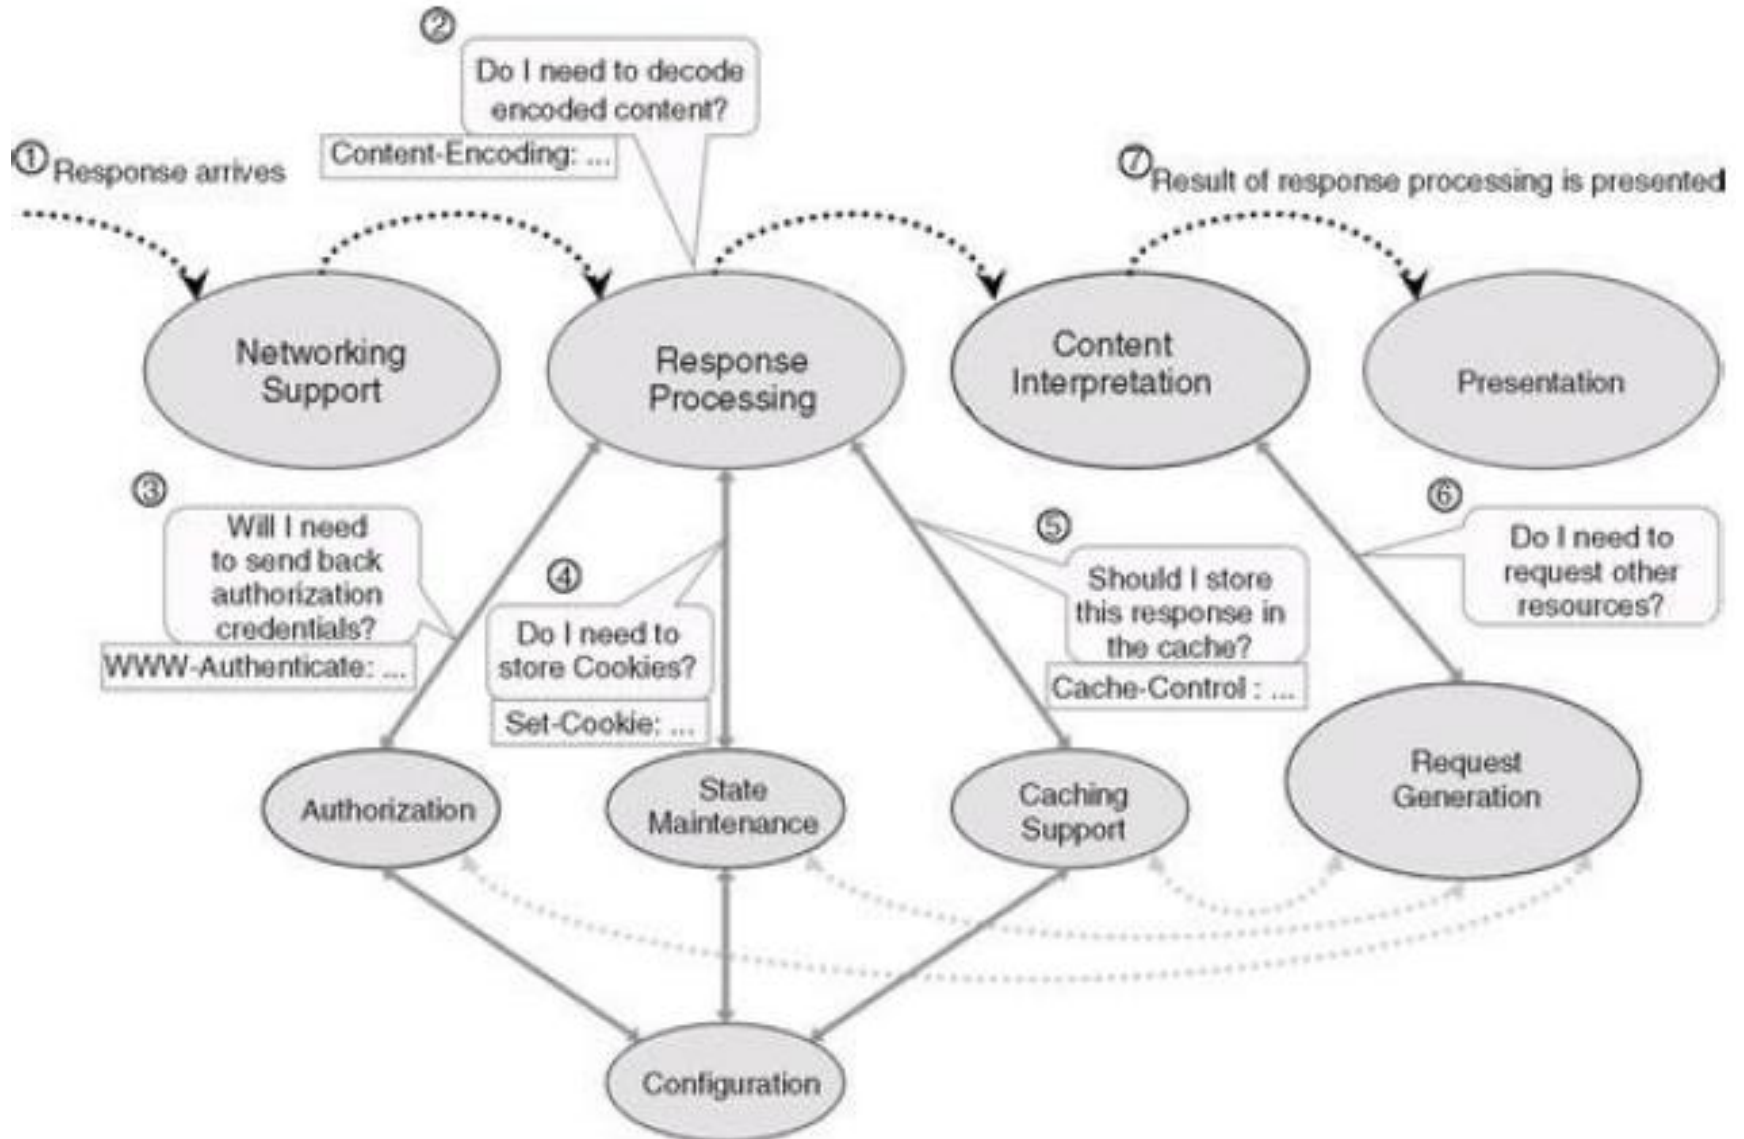 ②
Do I need to decode
encoded content?
Content-Encoding: ...
① Response arrives
⑦ Result of response processing is presented
Networking
Support
Response
Processing
Content
Interpretation
Presentation
③
Will I need
to send back
authorization
credentials?
WWW-Authenticate: ...
④
Do I need to
store Cookies?
Set-Cookie: ...
⑤
Should I store
this response in
the cache?
Cache-Control : ...
⑥
Do I need to
request other
resources?
Authorization
State
Maintenance
Caching
Support
Request
Generation
Configuration